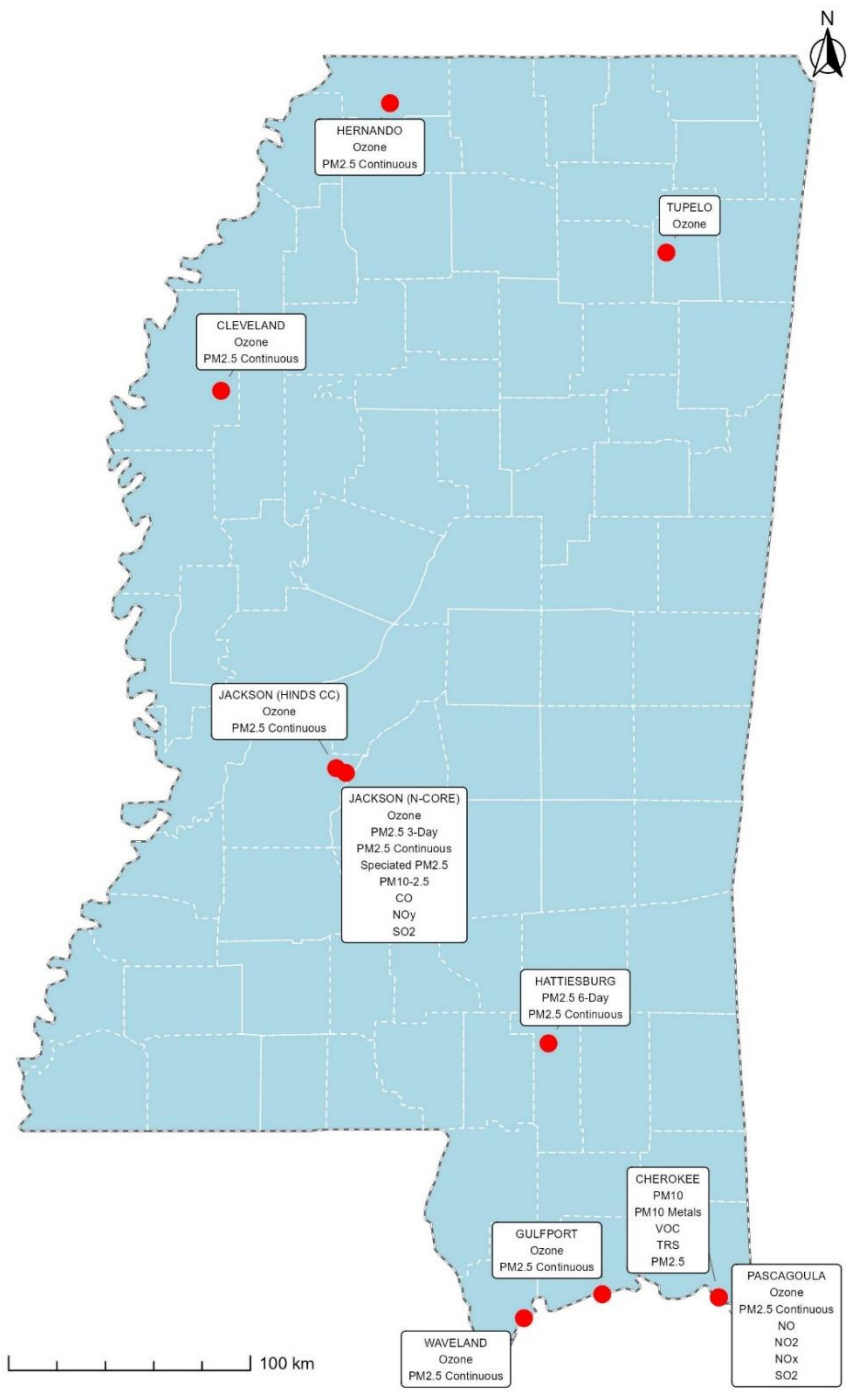 N
HERNANDO
Ozone
PM2.5 Continuous
TUPELO
Ozone
CLEVELAND
Ozone
PM2.5 Continuous
JACKSON (HINDS CC)
Ozone
PM2.5 Continuous
JACKSON (N-CORE)
Ozone
PM2.5 3-Day
PM2.5 Continuous
Speciated PM2.5
PM10-2.5
CO
NOy
SO2
HATTIESBURG
PM2.5 6-Day
PM2.5 Continuous
CHEROKEE
PM10
PM10 Metals
VOC
TRS
PM2.5
GULFPORT
Ozone
PM2.5 Continuous
PASCAGOULA
Ozone
PM2.5 Continuous
NO
NO2
NOx
SO2
WAVELAND
Ozone
PM2.5 Continuous
100 km